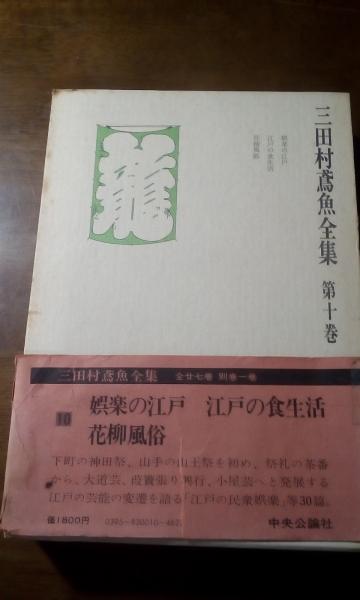 三田村鳶魚全集 第十巻
娯楽の江戸
江戸の食生活
花柳風俗
三田村鳶魚全集 全廿七巻 別巻一巻
10 娯楽の江戸 江戸の食生活
花柳風俗
下町の神田祭、山手の山王祭を初め、祭礼の茶番
から、大道芸、葭簀張り興行、小屋芸へと発展する
江戸の芸能の変遷を語る「江戸の民衆娯楽」等30篇。
価1800円 0395-830010-4622 中央公論社